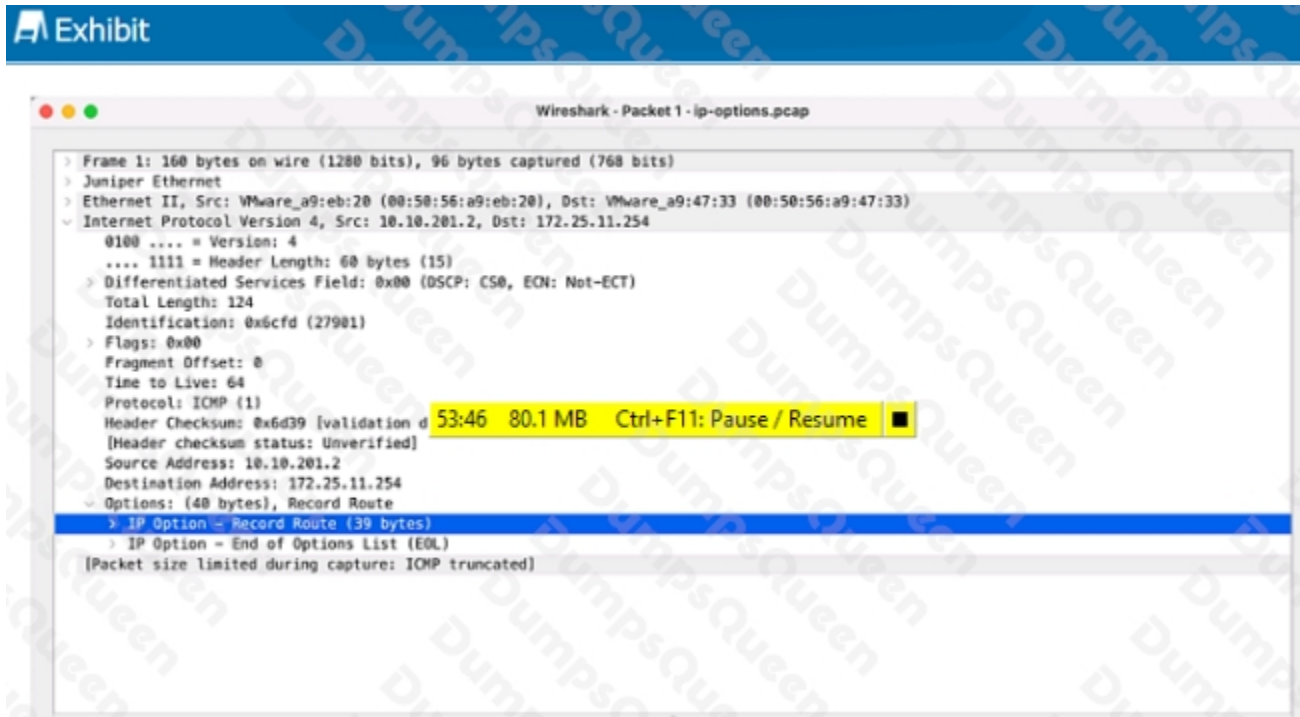 Exhibit
Wireshark - Packet 1 - ip-options.pcap
> Frame 1: 160 bytes on wire (1280 bits), 96 bytes captured (768 bits)
> Juniper Ethernet
> Ethernet II, Src: VMware_a9:eb:20 (00:50:56:a9:eb:20), Dst: VMware_a9:47:33 (00:50:56:a9:47:33)
Internet Protocol Version 4, Src: 10.10.201.2, Dst: 172.25.11.254
0100 .... = Version: 4
.... 1111 = Header Length: 60 bytes (15)
> Differentiated Services Field: 0x00 (DSCP: CS0, ECN: Not-ECT)
Total Length: 124
Identification: 0x6cfd (27901)
> Flags: 0x00
Fragment Offset: 0
Time to Live: 64
Protocol: ICMP (1)
Header Checksum: 0x6d39 [validation d
53:46 80.1 MB Ctrl+F11: Pause / Resume
[Header checksum status: Unverified]
Source Address: 10.10.201.2
Destination Address: 172.25.11.254
Options: (40 bytes), Record Route
> IP Option - Record Route (39 bytes)
> IP Option - End of Options List (EOL)
[Packet size limited during capture: ICMP truncated]
DumpsQueen